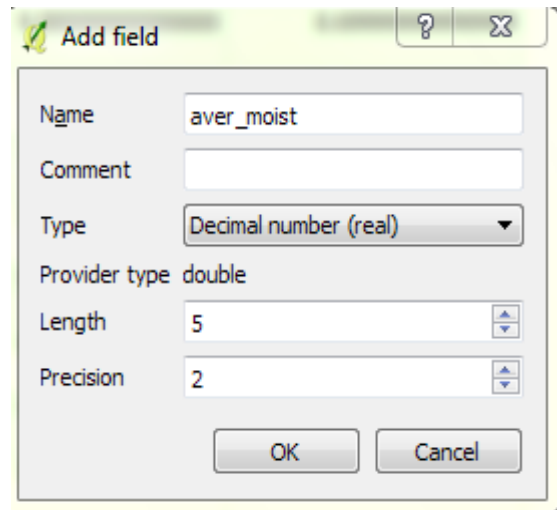 Add field
Name aver_moist
Comment
Type Decimal number (real)
Provider type double
Length 5
Precision 2
OK Cancel